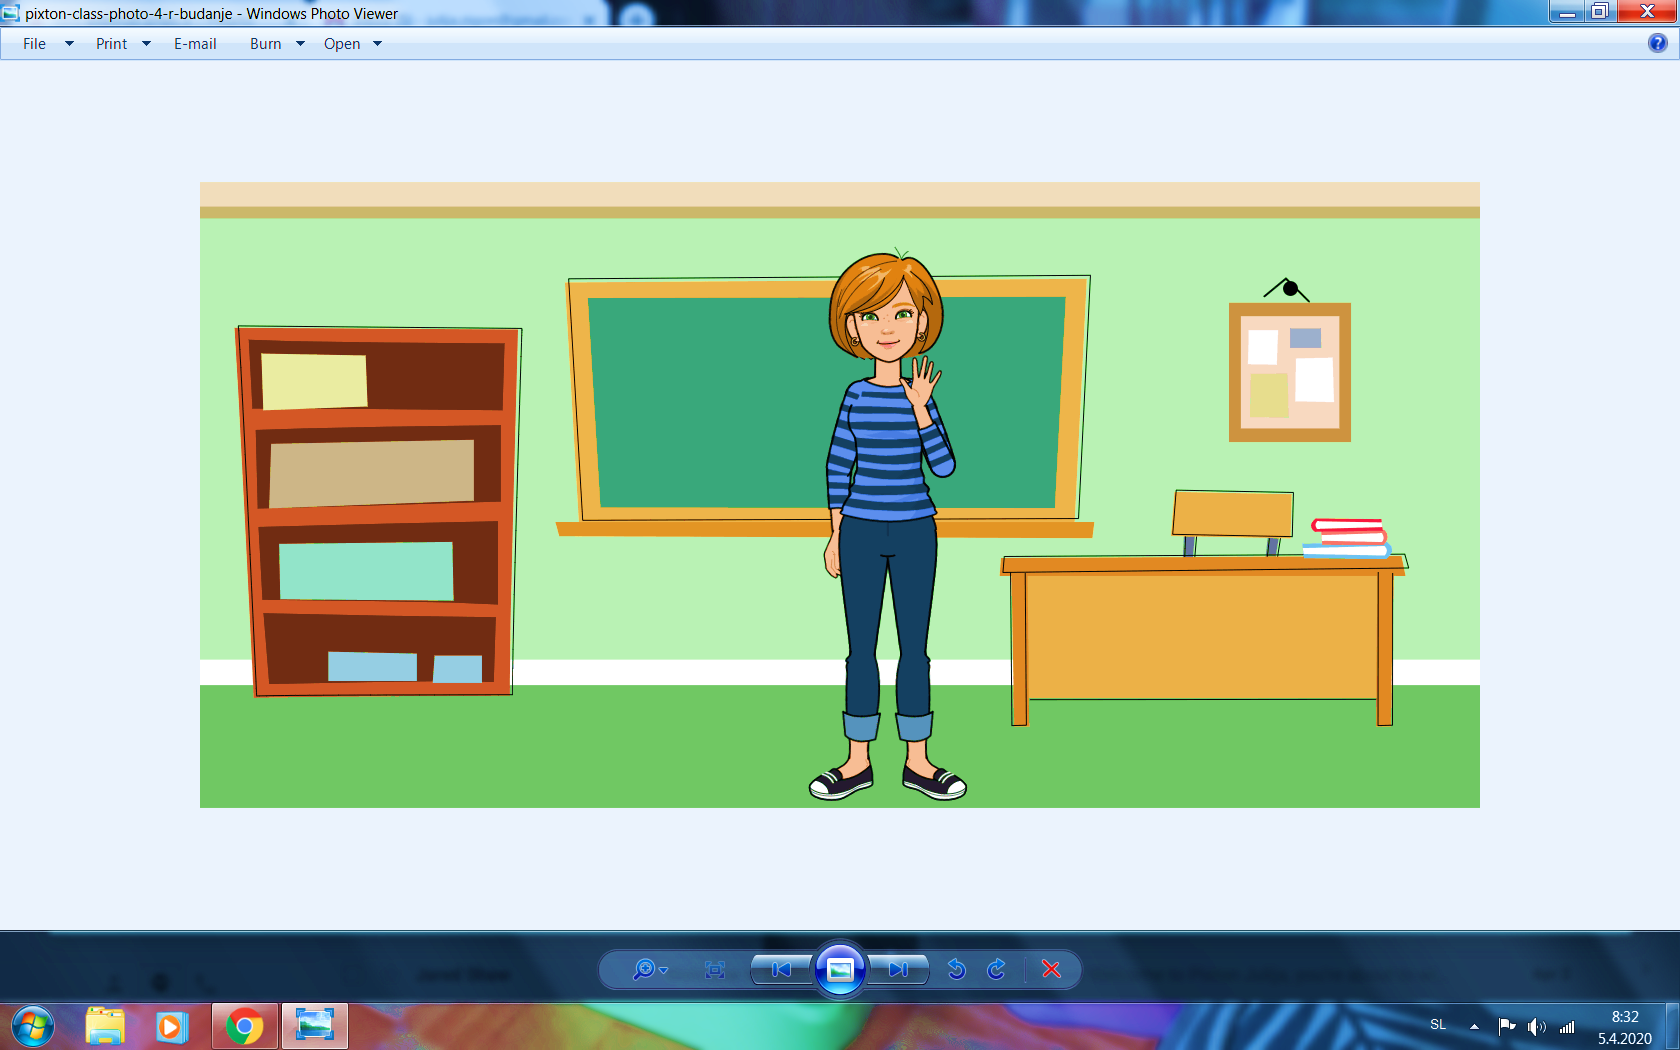 pixton-class-photo-4-r-budanje - Windows Photo Viewer
File Print E-mail Burn Open
SL
8:32
5.4.2020